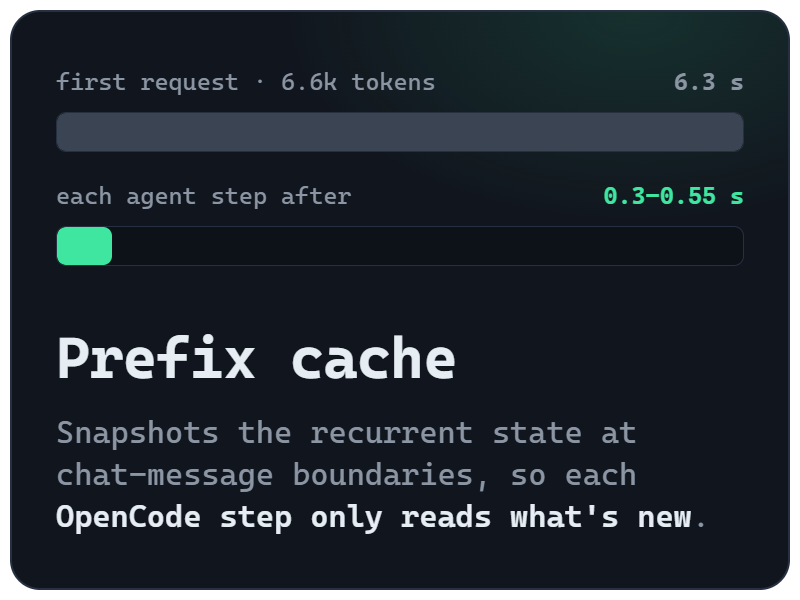 first request · 6.6k tokens 6.3 s
each agent step after 0.3–0.55 s
Prefix cache
Snapshots the recurrent state at
chat-message boundaries, so each
OpenCode step only reads what's new.